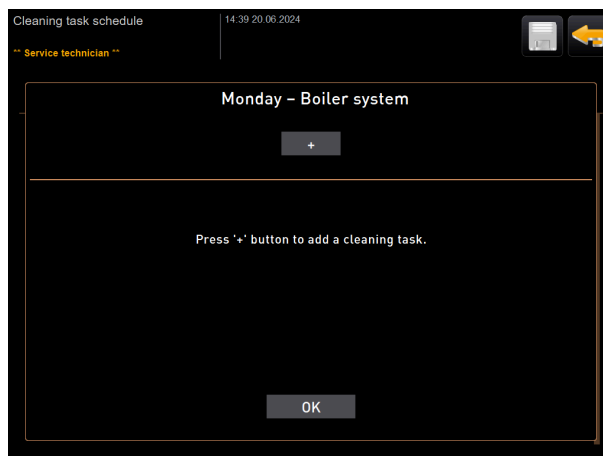 Cleaning task schedule
14:39 20.06.2024
** Service technician **
Monday – Boiler system
+
Press '+' button to add a cleaning task.
OK